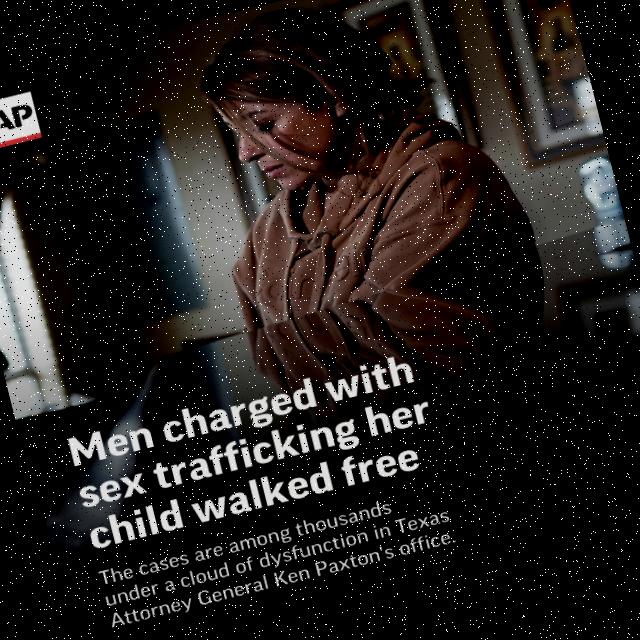 AP
Men charged with
sex trafficking her
child walked free
The cases are among thousands
under a cloud of dysfunction in Texas
Attorney General Ken Paxton's office.